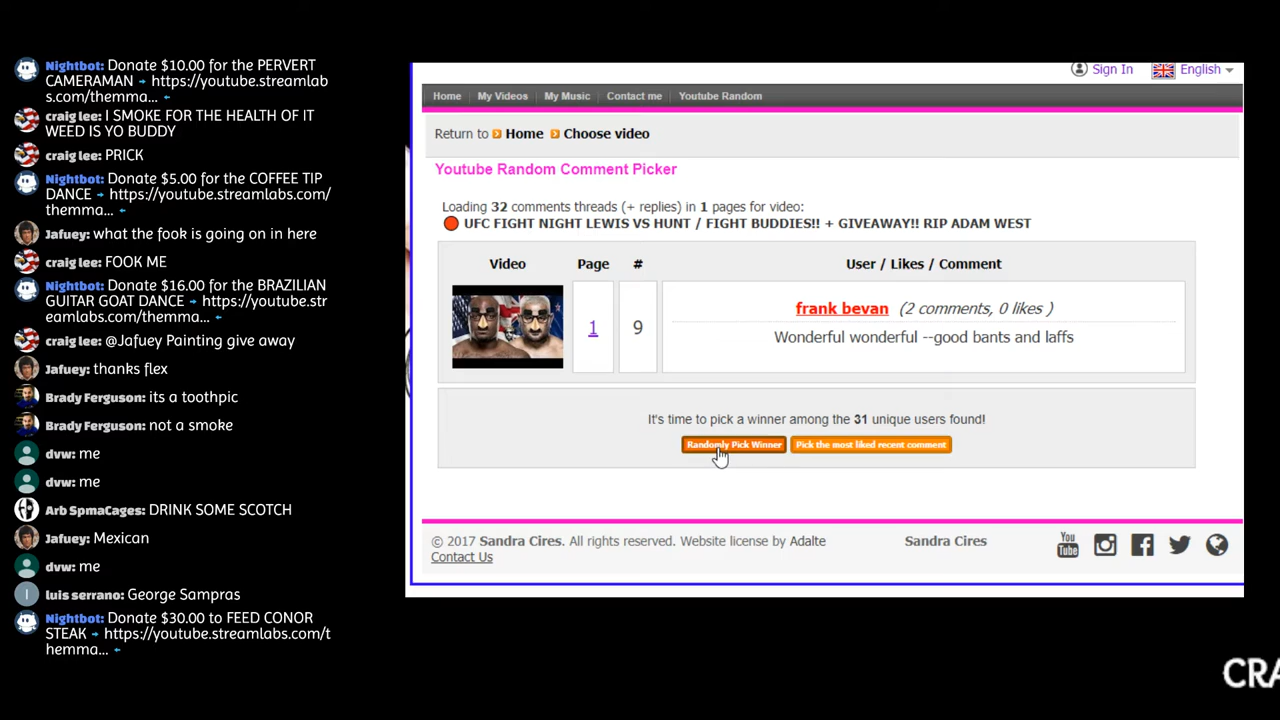 Nightbot: Donate $10.00 for the PERVERT
CAMERAMAN → https://youtube.streamlab
s.com/themma... ←
craig lee: I SMOKE FOR THE HEALTH OF IT
WEED IS YO BUDDY
craig lee: PRICK
Nightbot: Donate $5.00 for the COFFEE TIP
DANCE → https://youtube.streamlabs.com/
themma... ←
Jafuey: what the fook is going on in here
craig lee: FOOK ME
Nightbot: Donate $16.00 for the BRAZILIAN
GUITAR GOAT DANCE → https://youtube.str
eamlabs.com/themma... ←
craig lee: @Jafuey Painting give away
Jafuey: thanks flex
Brady Ferguson: its a toothpic
Brady Ferguson: not a smoke
dvw: me
dvw: me
Arb SpmaCages: DRINK SOME SCOTCH
Jafuey: Mexican
dvw: me
luis serrano: George Sampras
Nightbot: Donate $30.00 to FEED CONOR
STEAK → https://youtube.streamlabs.com/t
hemma... ←
Sign In English
Home My Videos My Music Contact me Youtube Random
Return to Home Choose video
Youtube Random Comment Picker
Loading 32 comments threads (+ replies) in 1 pages for video:
UFC FIGHT NIGHT LEWIS VS HUNT / FIGHT BUDDIES!! + GIVEAWAY!! RIP ADAM WEST
Video Page # User / Likes / Comment
frank bevan (2 comments, 0 likes )
1 9
Wonderful wonderful --good bants and laffs
It's time to pick a winner among the 31 unique users found!
Randomly Pick Winner Pick the most liked recent comment
© 2017 Sandra Cires. All rights reserved. Website license by Adalte
Contact Us
Sandra Cires
You
Tube
CRA